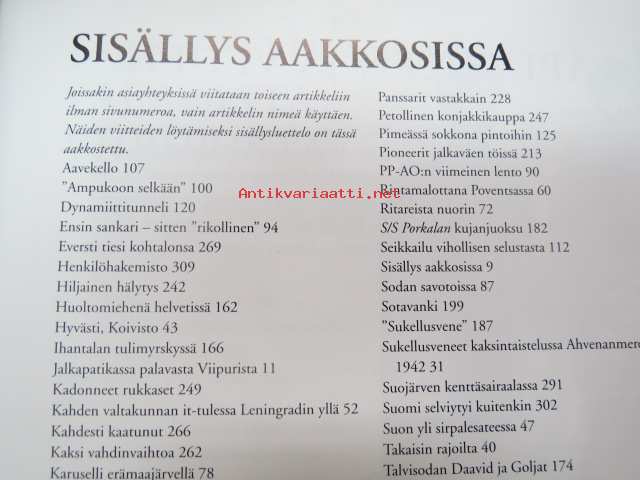 SISÄLLYS AAKKOSISSA
Joissakin asiayhteyksissä viitataan toiseen artikkeliin
ilman sivunumeroa, vain artikkelin nimeä käyttäen.
Näiden viitteiden löytämiseksi sisällysluettelo on tässä
aakkostettu.
Aavekello 107
"Ampukoon selkään" 100
Dynamiittitunneli 120
Ensin sankari – sitten "rikollinen" 94
Eversti tiesi kohtalonsa 269
Henkilöhakemisto 309
Hiljainen hälytys 242
Huoltomiehenä helvetissä 162
Hyvästi, Koivisto 43
Ihantalan tulimyrskyssä 166
Jalkapatikassa palavasta Viipurista 11
Kadonneet rukkaset 249
Kahden valtakunnan it-tulessa Leningradin yllä 52
Kahdesti kaatunut 266
Kaksi vahdinvaihtoa 262
Karuselli erämaajärvellä 78
Panssarit vastakkain 228
Petollinen konjakkikauppa 247
Pimeässä sokkona pintoihin 125
Pioneerit jalkaväen töissä 213
PP-AO:n viimeinen lento 90
Rintamalottana Poventsassa 60
Ritareista nuorin 72
S/S Porkalan kujanjuoksu 182
Seikkailu vihollisen selustasta 112
Sisällys aakkosissa 9
Sodan savotoissa 87
Sotavanki 199
"Sukellusvene" 187
Sukellusveneet kaksintaistelussa Ahvenanmere
1942 31
Suojärven kenttäsairaalassa 291
Suomi selviytyi kuitenkin 302
Suon yli sirpalesateessa 47
Takaisin rajoilta 40
Talvisodan Daavid ja Goljat 174
Antikvariaatti.net